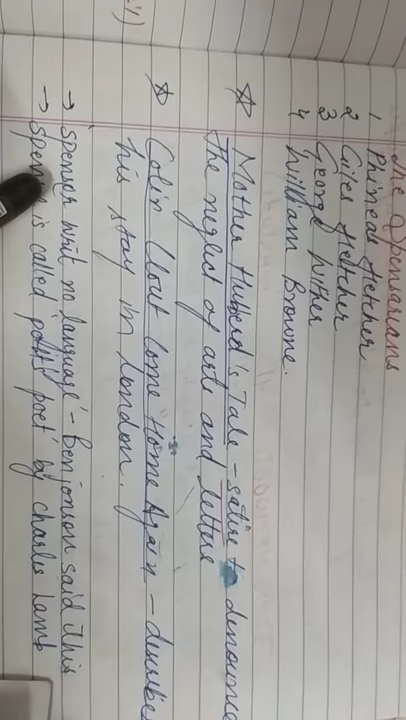 The Spensarians
1 Phineas fletcher
2 Giles fletcher
3 George wither
4 William Browne.
☆ Mother Hubberd's Tale - satire to denounce
the neglect of arts and letters
☆ Colin Clout Come Home Again - describe
his stay in London.
→ spenser writ no language' - Ben jonson said this
→ Spenser is called 'poets' poet' by charles Lamb